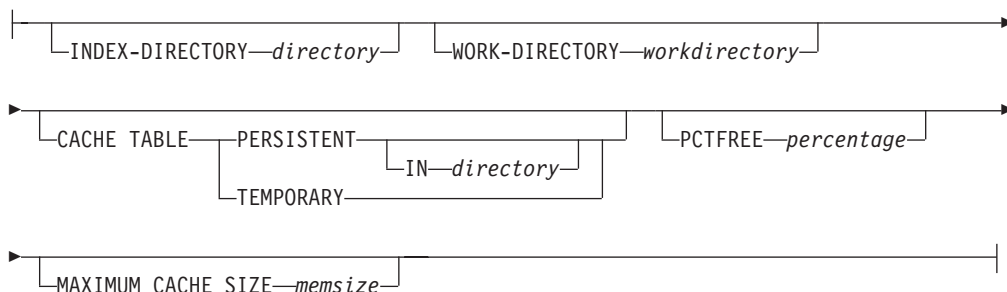 INDEX-DIRECTORY directory WORK-DIRECTORY workdirectory
CACHE TABLE PERSISTENT PCTFREE percentage
IN directory
TEMPORARY
MAXIMUM CACHE SIZE memsize